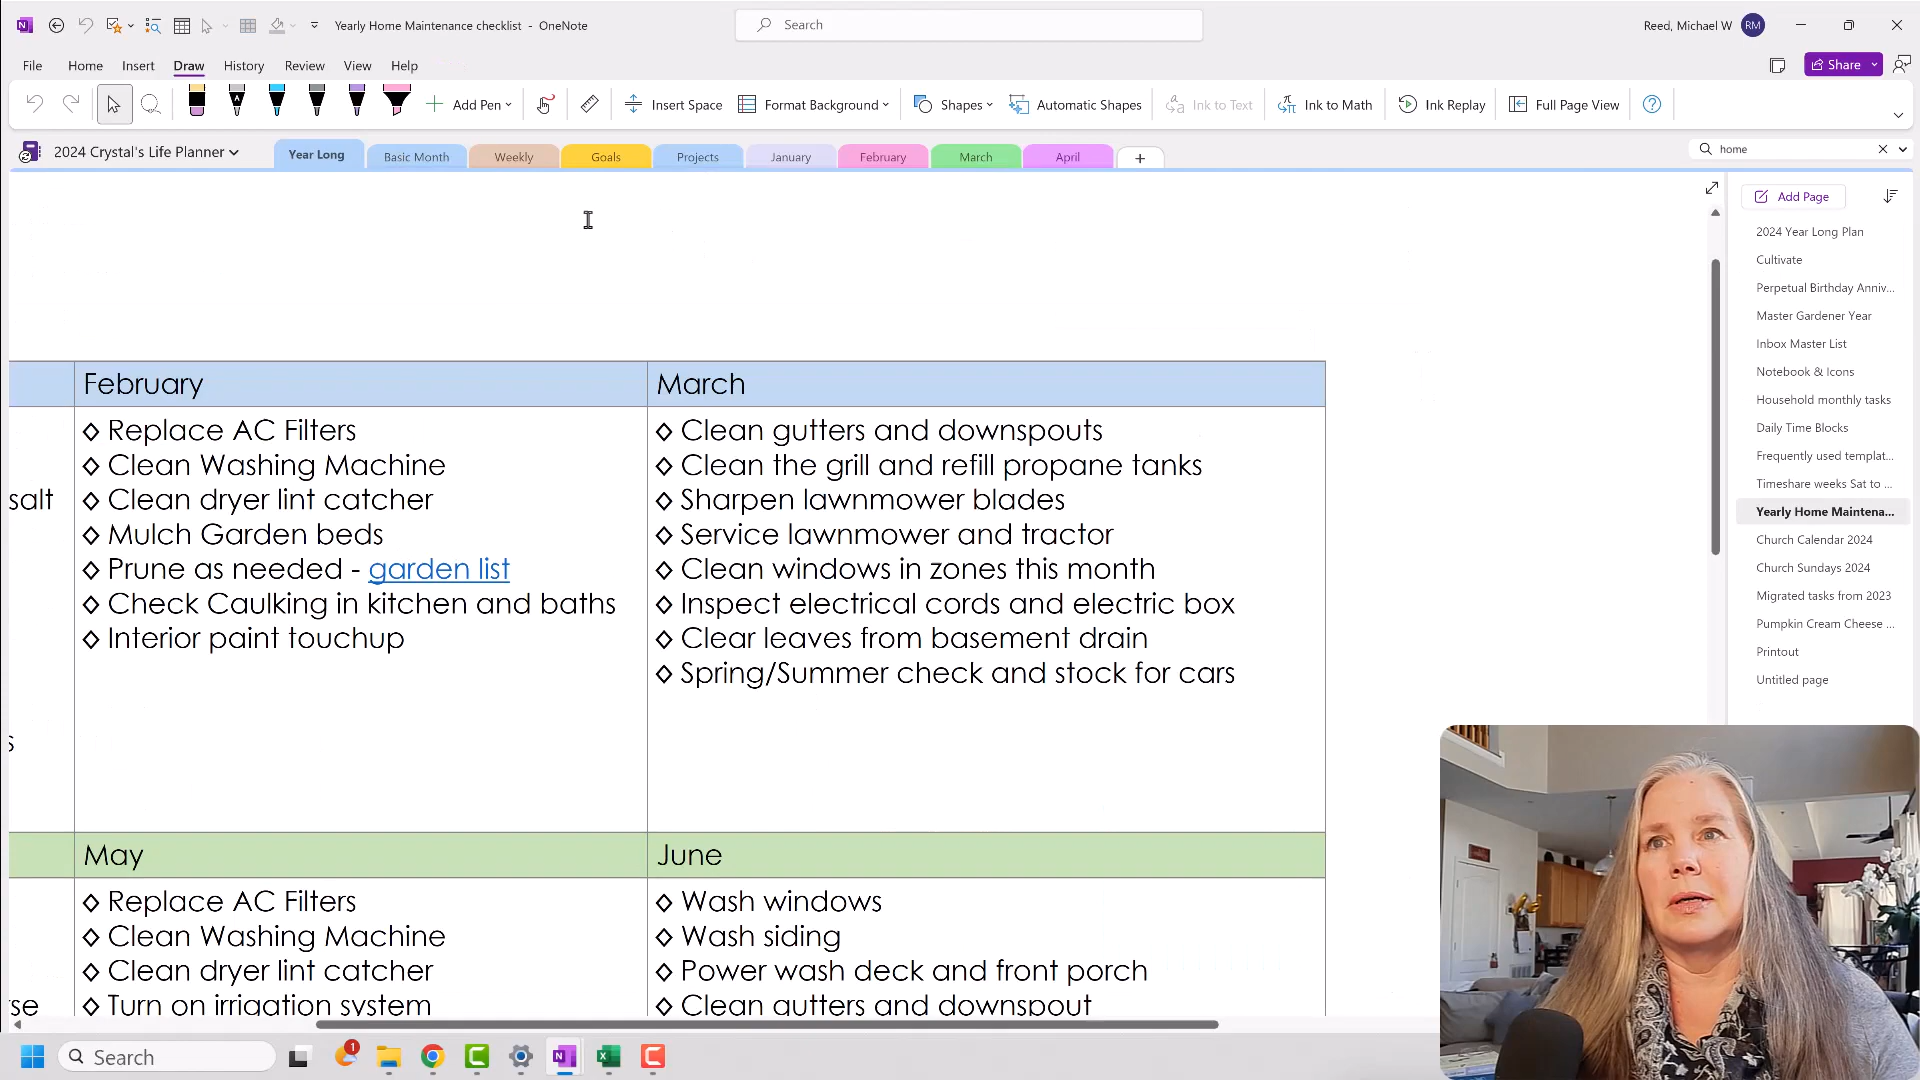 Yearly Home Maintenance checklist - OneNote
Search
Reed, Michael W
RM
File
Home
Insert
Draw
History
Review
View
Help
Share
Add Pen
Insert Space
Format Background
Shapes
Automatic Shapes
Ink to Text
Ink to Math
Ink Replay
Full Page View
2024 Crystal's Life Planner
Year Long
Basic Month
Weekly
Goals
Projects
January
February
March
April
home
Add Page
2024 Year Long Plan
Cultivate
Perpetual Birthday Anniv...
Master Gardener Year
Inbox Master List
Notebook & Icons
Household monthly tasks
Daily Time Blocks
Frequently used templat...
Timeshare weeks Sat to ...
Yearly Home Maintena...
Church Calendar 2024
Church Sundays 2024
Migrated tasks from 2023
Pumpkin Cream Cheese ...
Printout
Untitled page
salt
s
se
February
Replace AC Filters
Clean Washing Machine
Clean dryer lint catcher
Mulch Garden beds
Prune as needed - garden list
Check Caulking in kitchen and baths
Interior paint touchup
March
Clean gutters and downspouts
Clean the grill and refill propane tanks
Sharpen lawnmower blades
Service lawnmower and tractor
Clean windows in zones this month
Inspect electrical cords and electric box
Clear leaves from basement drain
Spring/Summer check and stock for cars
May
Replace AC Filters
Clean Washing Machine
Clean dryer lint catcher
Turn on irrigation system
June
Wash windows
Wash siding
Power wash deck and front porch
Clean gutters and downspout
Search
1